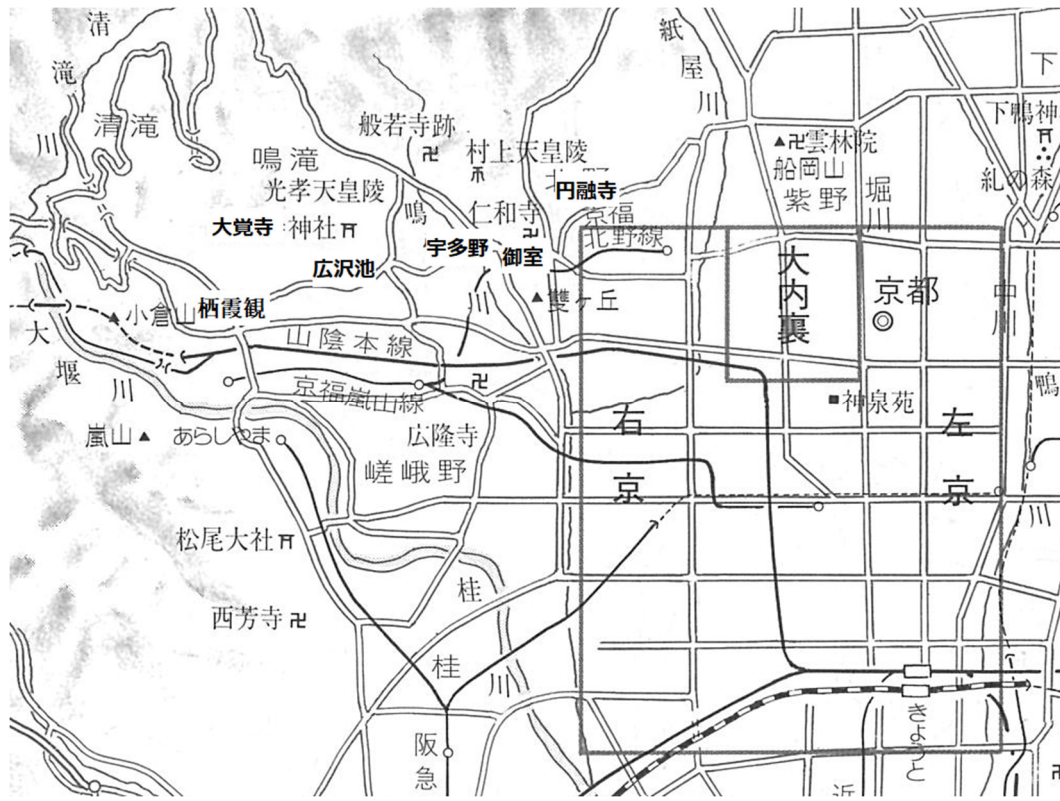 清滝川
清滝
紙屋川
下
般若寺跡
下鴨神
村上天皇陵
雲林院
船岡山
紫野
堀川
糺の森
鳴滝
光孝天皇陵
円融寺
京福
北野線
大覚寺
神社
鳴
川
仁和寺
宇多野
御室
広沢池
双ヶ丘
大内裏
京都
中川
栖霞観
小倉山
大堰川
山陰本線
京福嵐山線
神泉苑
鴨
川
右京
左京
嵐山
あらしやま
広隆寺
嵯峨野
松尾大社
桂川
西芳寺
桂
阪急
きょうと
近